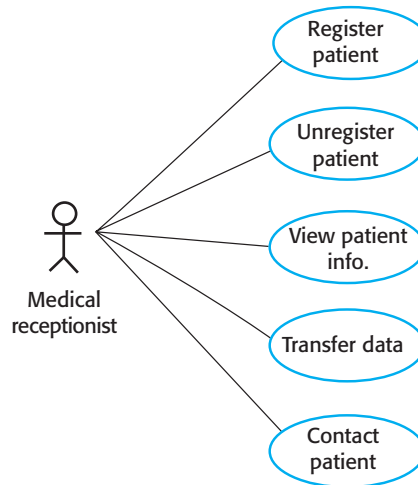 Register
patient
Unregister
patient
View patient
info.
Medical
receptionist
Transfer data
Contact
patient